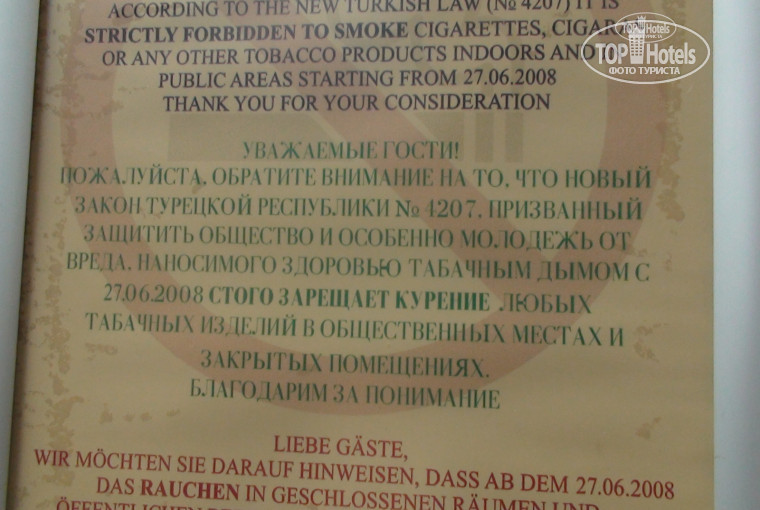 ACCORDING TO THE NEW TURKISH LAW (№ 4207) IT IS
STRICTLY FORBIDDEN TO SMOKE CIGARETTES, CIGARS
OR ANY OTHER TOBACCO PRODUCTS INDOORS AND
PUBLIC AREAS STARTING FROM 27.06.2008
THANK YOU FOR YOUR CONSIDERATION
TOP Hotels
ФОТО ТУРИСТА
УВАЖАЕМЫЕ ГОСТИ!
ПОЖАЛУЙСТА, ОБРАТИТЕ ВНИМАНИЕ НА ТО, ЧТО НОВЫЙ
ЗАКОН ТУРЕЦКОЙ РЕСПУБЛИКИ № 4207, ПРИЗВАННЫЙ
ЗАЩИТИТЬ ОБЩЕСТВО И ОСОБЕННО МОЛОДЕЖЬ ОТ
ВРЕДА, НАНОСИМОГО ЗДОРОВЬЮ ТАБАЧНЫМ ДЫМОМ С
27.06.2008 СТОГО ЗАРЕЩАЕТ КУРЕНИЕ ЛЮБЫХ
ТАБАЧНЫХ ИЗДЕЛИЙ В ОБЩЕСТВЕННЫХ МЕСТАХ И
ЗАКРЫТЫХ ПОМЕЩЕНИЯХ.
БЛАГОДАРИМ ЗА ПОНИМАНИЕ
LIEBE GÄSTE,
WIR MÖCHTEN SIE DARAUF HINWEISEN, DASS AB DEM 27.06.2008
DAS RAUCHEN IN GESCHLOSSENEN RÄUMEN UND
ÖFFENTLICHEN